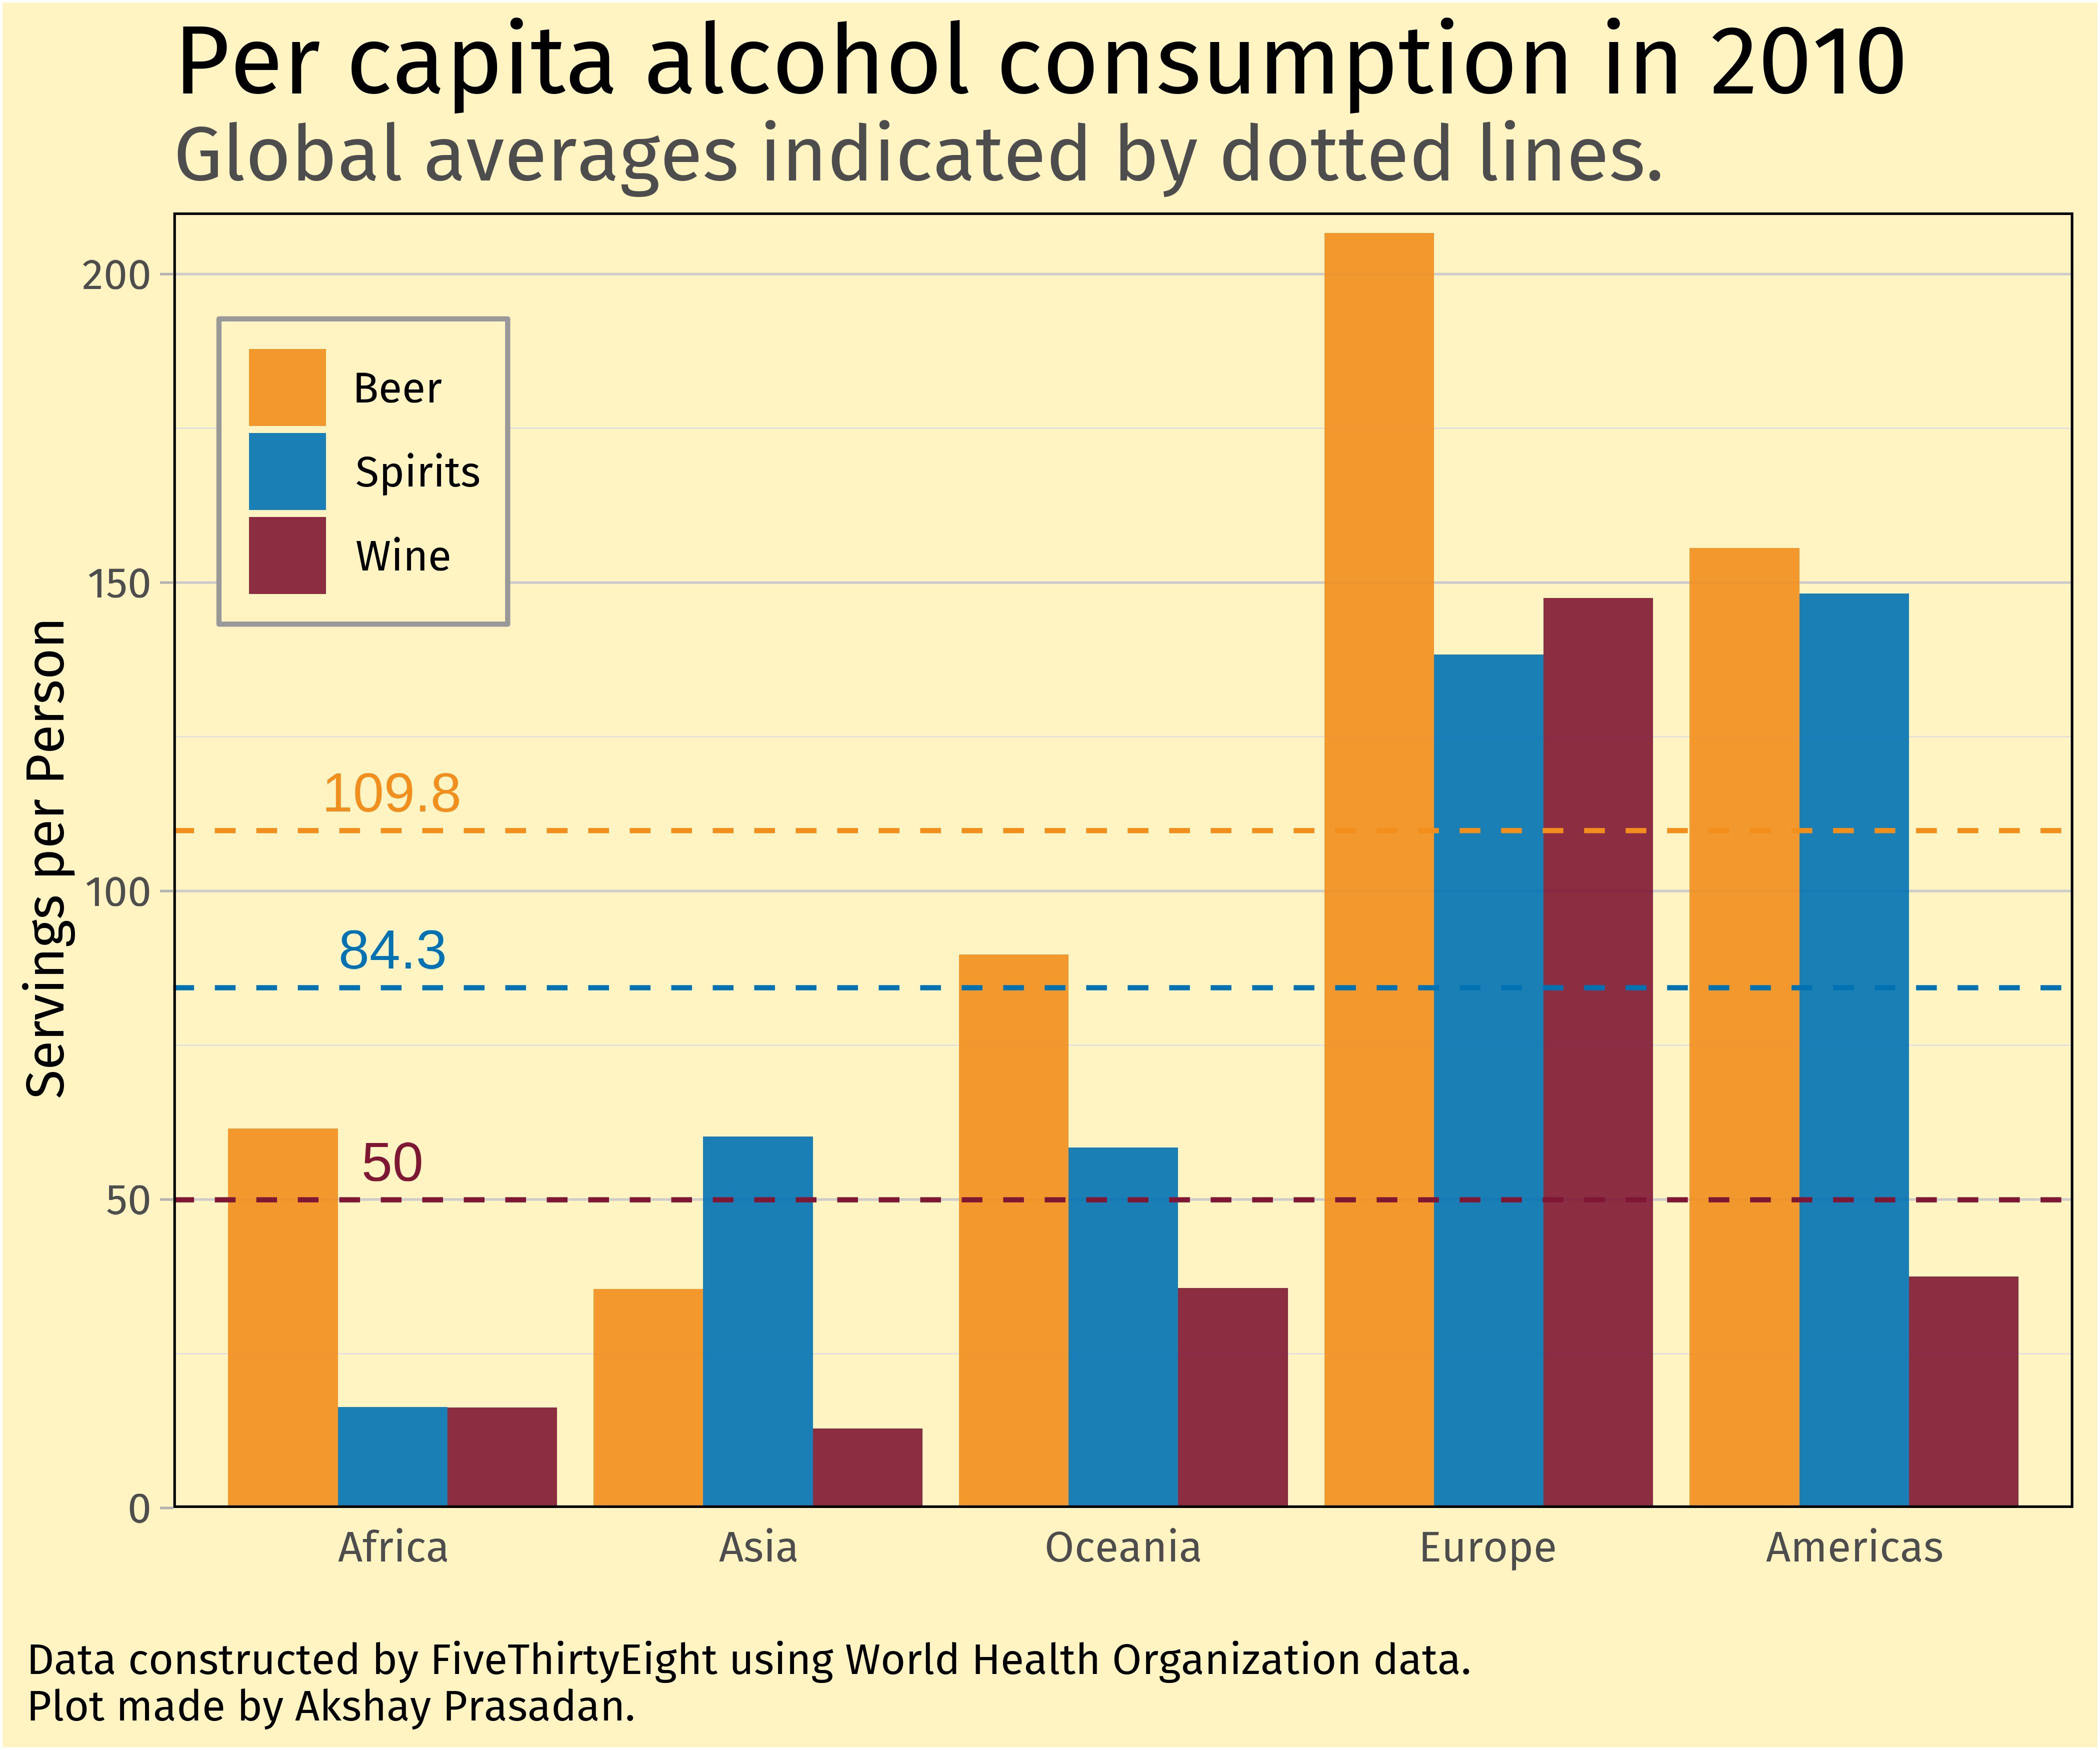 Per capita alcohol consumption in 2010
Global averages indicated by dotted lines.
Servings per Person
200
150
100
50
0
Beer
Spirits
Wine
109.8
84.3
50
Africa
Asia
Oceania
Europe
Americas
Data constructed by FiveThirtyEight using World Health Organization data.
Plot made by Akshay Prasadan.